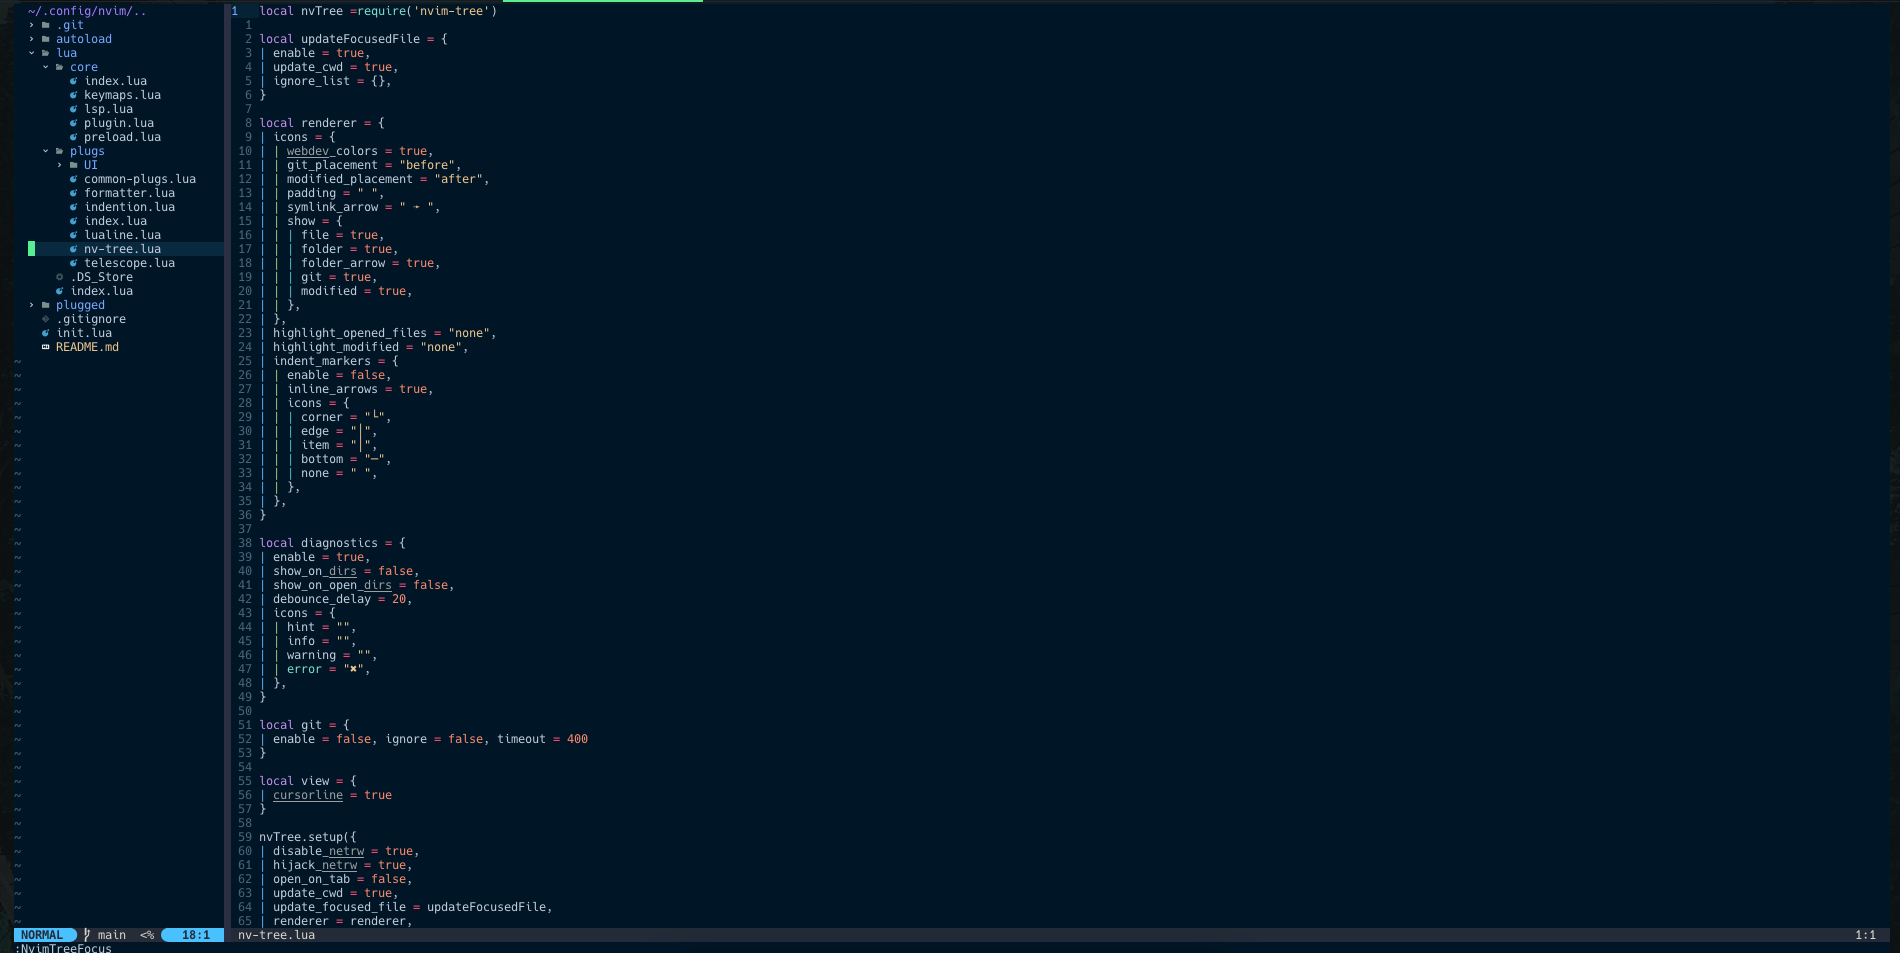 ~/.config/nvim/..
.git
autoload
lua
core
index.lua
keymaps.lua
lsp.lua
plugin.lua
preload.lua
plugs
UI
common-plugs.lua
formatter.lua
indention.lua
index.lua
lualine.lua
nv-tree.lua
telescope.lua
.DS_Store
index.lua
plugged
.gitignore
init.lua
README.md
1 local nvTree =require('nvim-tree')
1
2 local updateFocusedFile = {
3 | enable = true,
4 | update_cwd = true,
5 | ignore_list = {},
6 }
7
8 local renderer = {
9 | icons = {
10 | | webdev_colors = true,
11 | | git_placement = "before",
12 | | modified_placement = "after",
13 | | padding = " ",
14 | | symlink_arrow = " ➛ ",
15 | | show = {
16 | | | file = true,
17 | | | folder = true,
18 | | | folder_arrow = true,
19 | | | git = true,
20 | | | modified = true,
21 | | },
22 | },
23 | highlight_opened_files = "none",
24 | highlight_modified = "none",
25 | indent_markers = {
26 | | enable = false,
27 | | inline_arrows = true,
28 | | icons = {
29 | | | corner = "└",
30 | | | edge = "│",
31 | | | item = "│",
32 | | | bottom = "─",
33 | | | none = " ",
34 | | },
35 | },
36 }
37
38 local diagnostics = {
39 | enable = true,
40 | show_on_dirs = false,
41 | show_on_open_dirs = false,
42 | debounce_delay = 20,
43 | icons = {
44 | | hint = "",
45 | | info = "",
46 | | warning = "",
47 | | error = "✖",
48 | },
49 }
50
51 local git = {
52 | enable = false, ignore = false, timeout = 400
53 }
54
55 local view = {
56 | cursorline = true
57 }
58
59 nvTree.setup({
60 | disable_netrw = true,
61 | hijack_netrw = true,
62 | open_on_tab = false,
63 | update_cwd = true,
64 | update_focused_file = updateFocusedFile,
65 | renderer = renderer,
NORMAL main <% 18:1 nv-tree.lua 1:1
:NvimTreeFocus